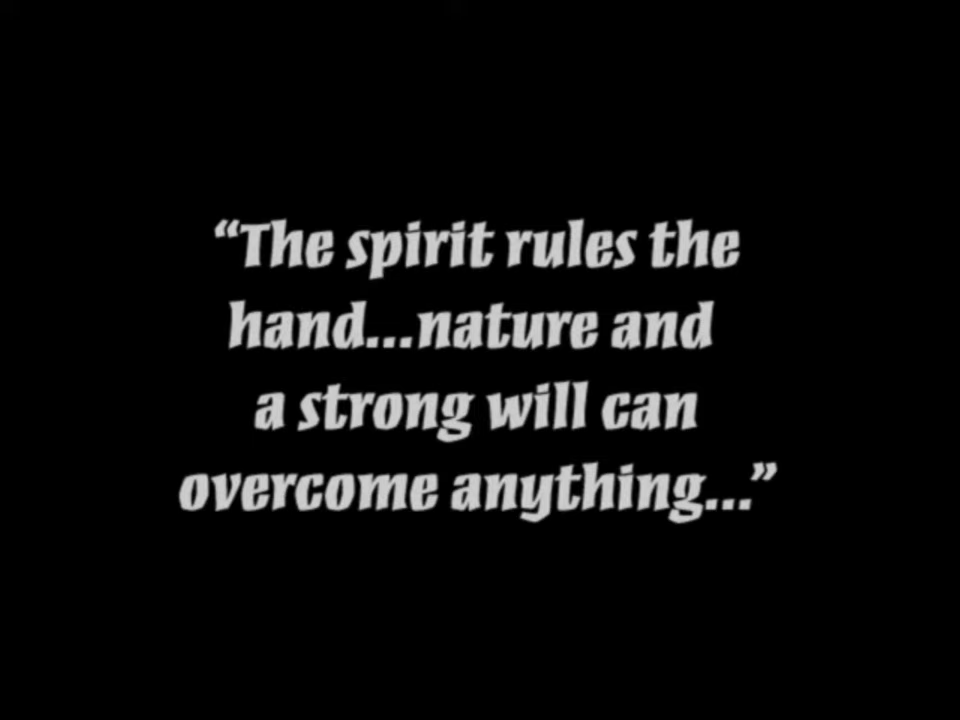 “The spirit rules the
hand...nature and
a strong will can
overcome anything...”